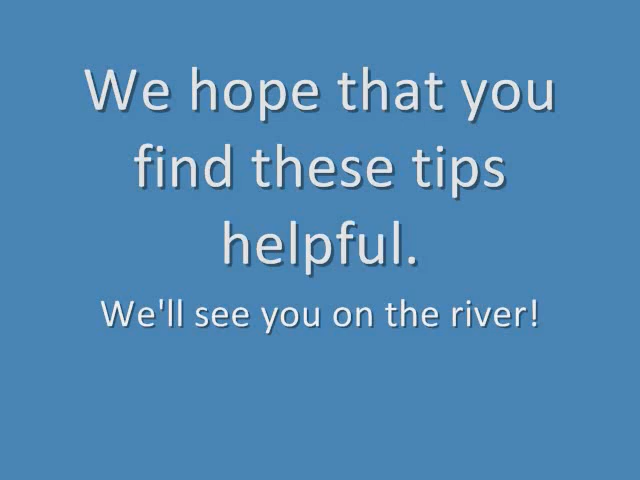 We hope that you
find these tips
helpful.
We'll see you on the river!